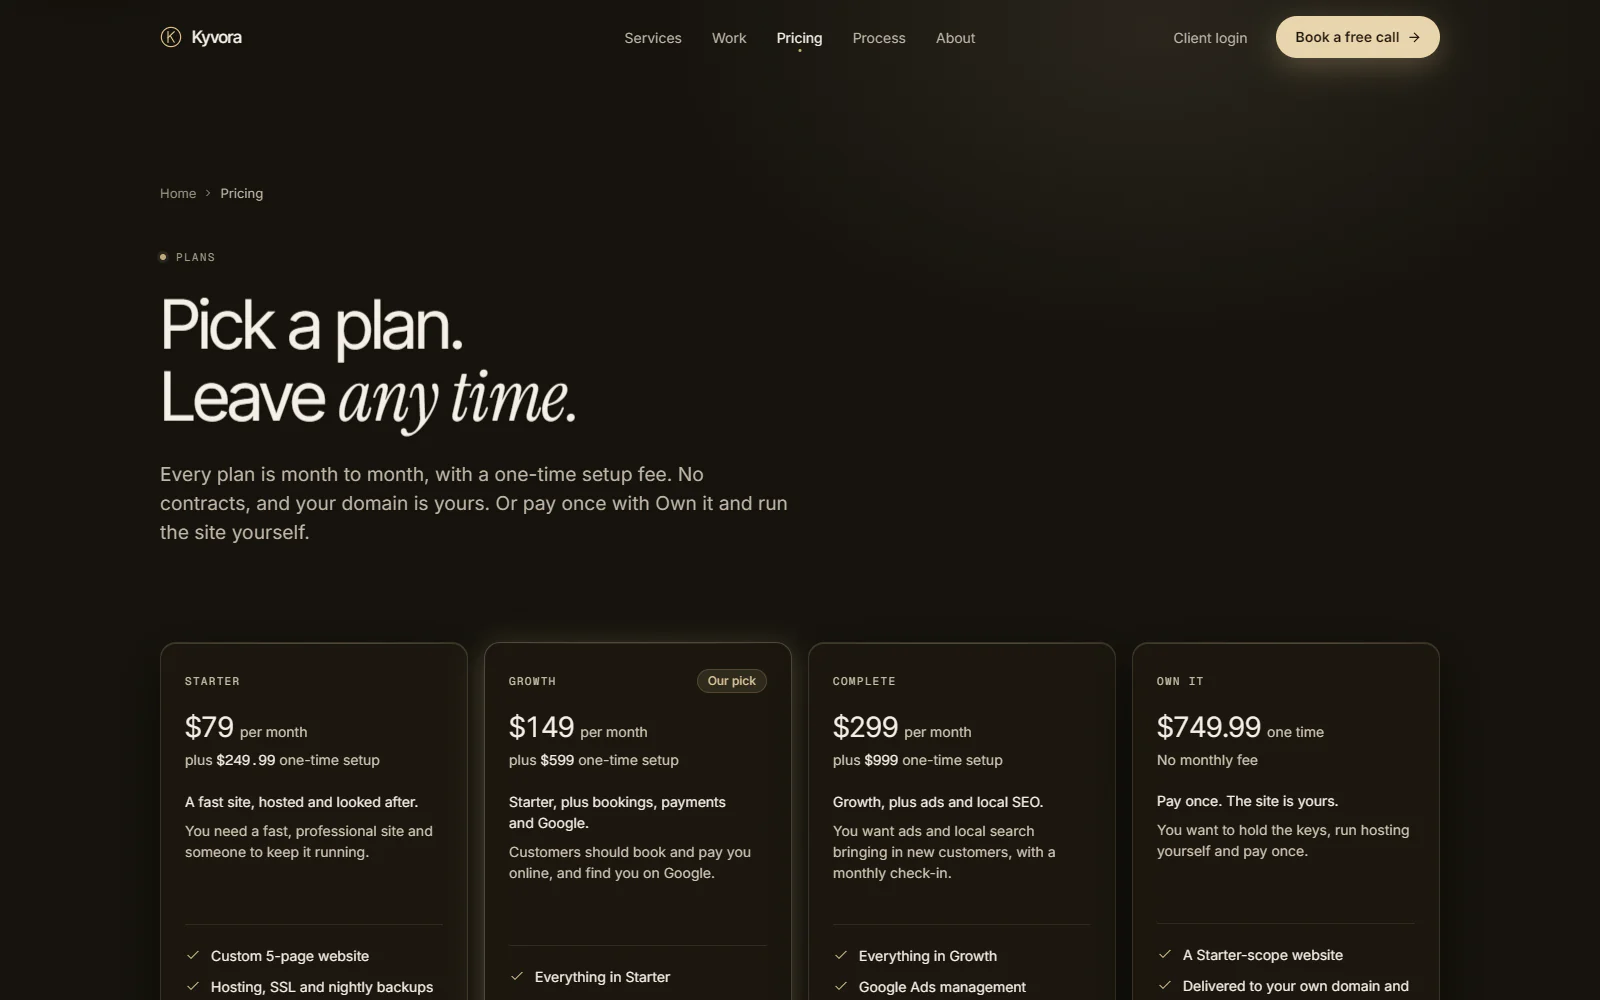 Kyvora
Services
Work
Pricing
Process
About
Client login
Book a free call →
Home › Pricing
PLANS
Pick a plan.
Leave any time.
Every plan is month to month, with a one-time setup fee. No
contracts, and your domain is yours. Or pay once with Own it and run
the site yourself.
STARTER
$79 per month
plus $249.99 one-time setup
A fast site, hosted and looked after.
You need a fast, professional site and
someone to keep it running.
Custom 5-page website
Hosting, SSL and nightly backups
GROWTH
Our pick
$149 per month
plus $599 one-time setup
Starter, plus bookings, payments
and Google.
Customers should book and pay you
online, and find you on Google.
Everything in Starter
COMPLETE
$299 per month
plus $999 one-time setup
Growth, plus ads and local SEO.
You want ads and local search
bringing in new customers, with a
monthly check-in.
Everything in Growth
Google Ads management
OWN IT
$749.99 one time
No monthly fee
Pay once. The site is yours.
You want to hold the keys, run hosting
yourself and pay once.
A Starter-scope website
Delivered to your own domain and